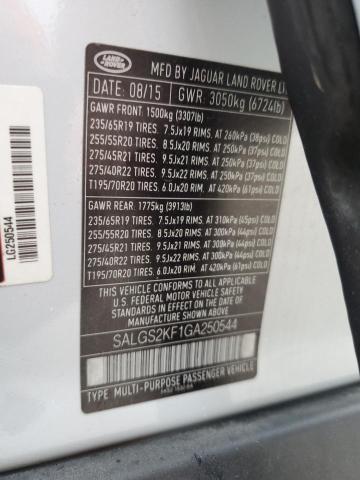 LAND
ROVER
MFD BY JAGUAR LAND ROVER
DATE 08/15 GWR: 3050kg (6724lb)
GAWR FRONT: 1500kg (3307lb)
235/65R19 TIRES. 7.5Jx19 RIMS. AT 260kPa (38psi) COLD
255/55R20 TIRES. 8.5Jx20 RIMS. AT 250kPa (37psi) COLD
275/45R21 TIRES. 9.5Jx21 RIMS. AT 250kPa (37psi) COLD
275/40R22 TIRES. 9.5Jx22 RIMS. AT 250kPa (37psi) COLD
T195/70R20 TIRES. 6.0Jx20 RIM. AT 420kPa (61psi) COLD
GAWR REAR: 1775kg (3913lb)
235/65R19 TIRES. 7.5Jx19 RIMS. AT 310kPa (45psi) COLD
255/55R20 TIRES. 8.5Jx20 RIMS. AT 300kPa (44psi) COLD
275/45R21 TIRES. 9.5Jx21 RIMS. AT 300kPa (44psi) COLD
275/40R22 TIRES. 9.5Jx22 RIMS. AT 300kPa (44psi) COLD
T195/70R20 TIRES. 6.0Jx20 RIM. AT 420kPa (61psi) COLD
THIS VEHICLE CONFORMS TO ALL APPLICABLE
FEDERAL MOTOR VEHICLE SAFETY, BUMPER
AND THEFT PREVENTION STANDARDS IN EFFECT
ON THE DATE OF MANUFACTURE SHOWN ABOVE
SALGS2KF1GA250544
TYPE MULTI-PURPOSE PASSENGER VEHICLE
LG250544